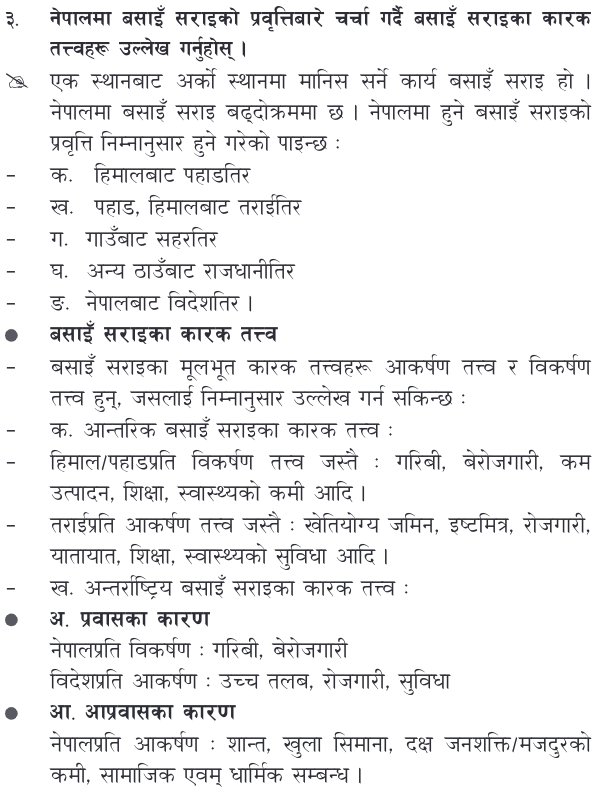 ३. नेपालमा बसाइँ सराइको प्रवृत्तिबारे चर्चा गर्दै बसाइँ सराइका कारक
तत्त्वहरू उल्लेख गर्नुहोस् ।
एक स्थानबाट अर्को स्थानमा मानिस सर्ने कार्य बसाइँ सराइ हो ।
नेपालमा बसाइँ सराइ बढ्दोक्रममा छ । नेपालमा हुने बसाइँ सराइको
प्रवृत्ति निम्नानुसार हुने गरेको पाइन्छ :
- क. हिमालबाट पहाडतिर
- ख. पहाड, हिमालबाट तराईतिर
- ग. गाउँबाट सहरतिर
- घ. अन्य ठाउँबाट राजधानीतिर
- ङ. नेपालबाट विदेशतिर ।
● बसाइँ सराइका कारक तत्त्व
- बसाइँ सराइका मूलभूत कारक तत्त्वहरू आकर्षण तत्त्व र विकर्षण
तत्त्व हुन्, जसलाई निम्नानुसार उल्लेख गर्न सकिन्छ :
- क. आन्तरिक बसाइँ सराइका कारक तत्त्व :
- हिमाल/पहाडप्रति विकर्षण तत्त्व जस्तै : गरिबी, बेरोजगारी, कम
उत्पादन, शिक्षा, स्वास्थ्यको कमी आदि ।
- तराईप्रति आकर्षण तत्त्व जस्तै : खेतियोग्य जमिन, इष्टमित्र, रोजगारी,
यातायात, शिक्षा, स्वास्थ्यको सुविधा आदि ।
- ख. अन्तर्राष्ट्रिय बसाइँ सराइका कारक तत्त्व :
● अ. प्रवासका कारण
नेपालप्रति विकर्षण : गरिबी, बेरोजगारी
विदेशप्रति आकर्षण : उच्च तलब, रोजगारी, सुविधा
● आ. आप्रवासका कारण
नेपालप्रति आकर्षण : शान्त, खुला सिमाना, दक्ष जनशक्ति/मजदुरको
कमी, सामाजिक एवम् धार्मिक सम्बन्ध ।